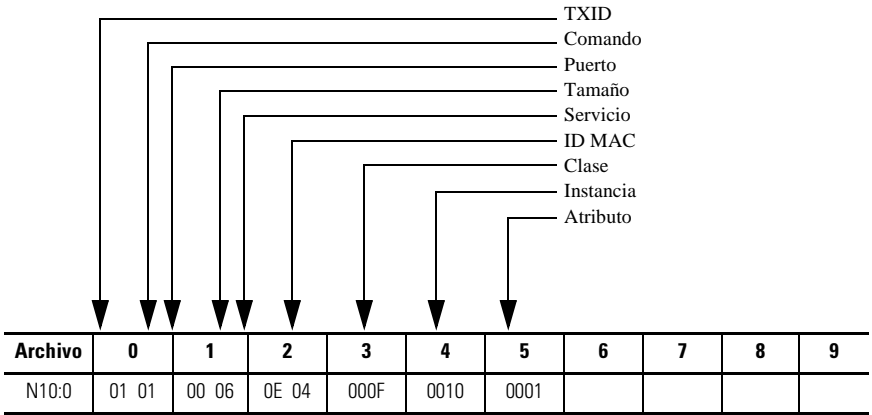 TXID
Comando
Puerto
Tamaño
Servicio
ID MAC
Clase
Instancia
Atributo
Archivo 0 1 2 3 4 5 6 7 8 9
N10:0 01 01 00 06 0E 04 000F 0010 0001